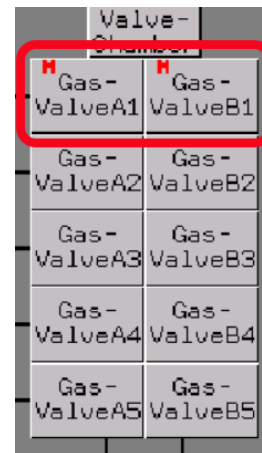 Valve-
Chamber
M Gas- M Gas-
ValveA1 ValveB1
Gas- Gas-
ValveA2 ValveB2
Gas- Gas-
ValveA3 ValveB3
Gas- Gas-
ValveA4 ValveB4
Gas- Gas-
ValveA5 ValveB5